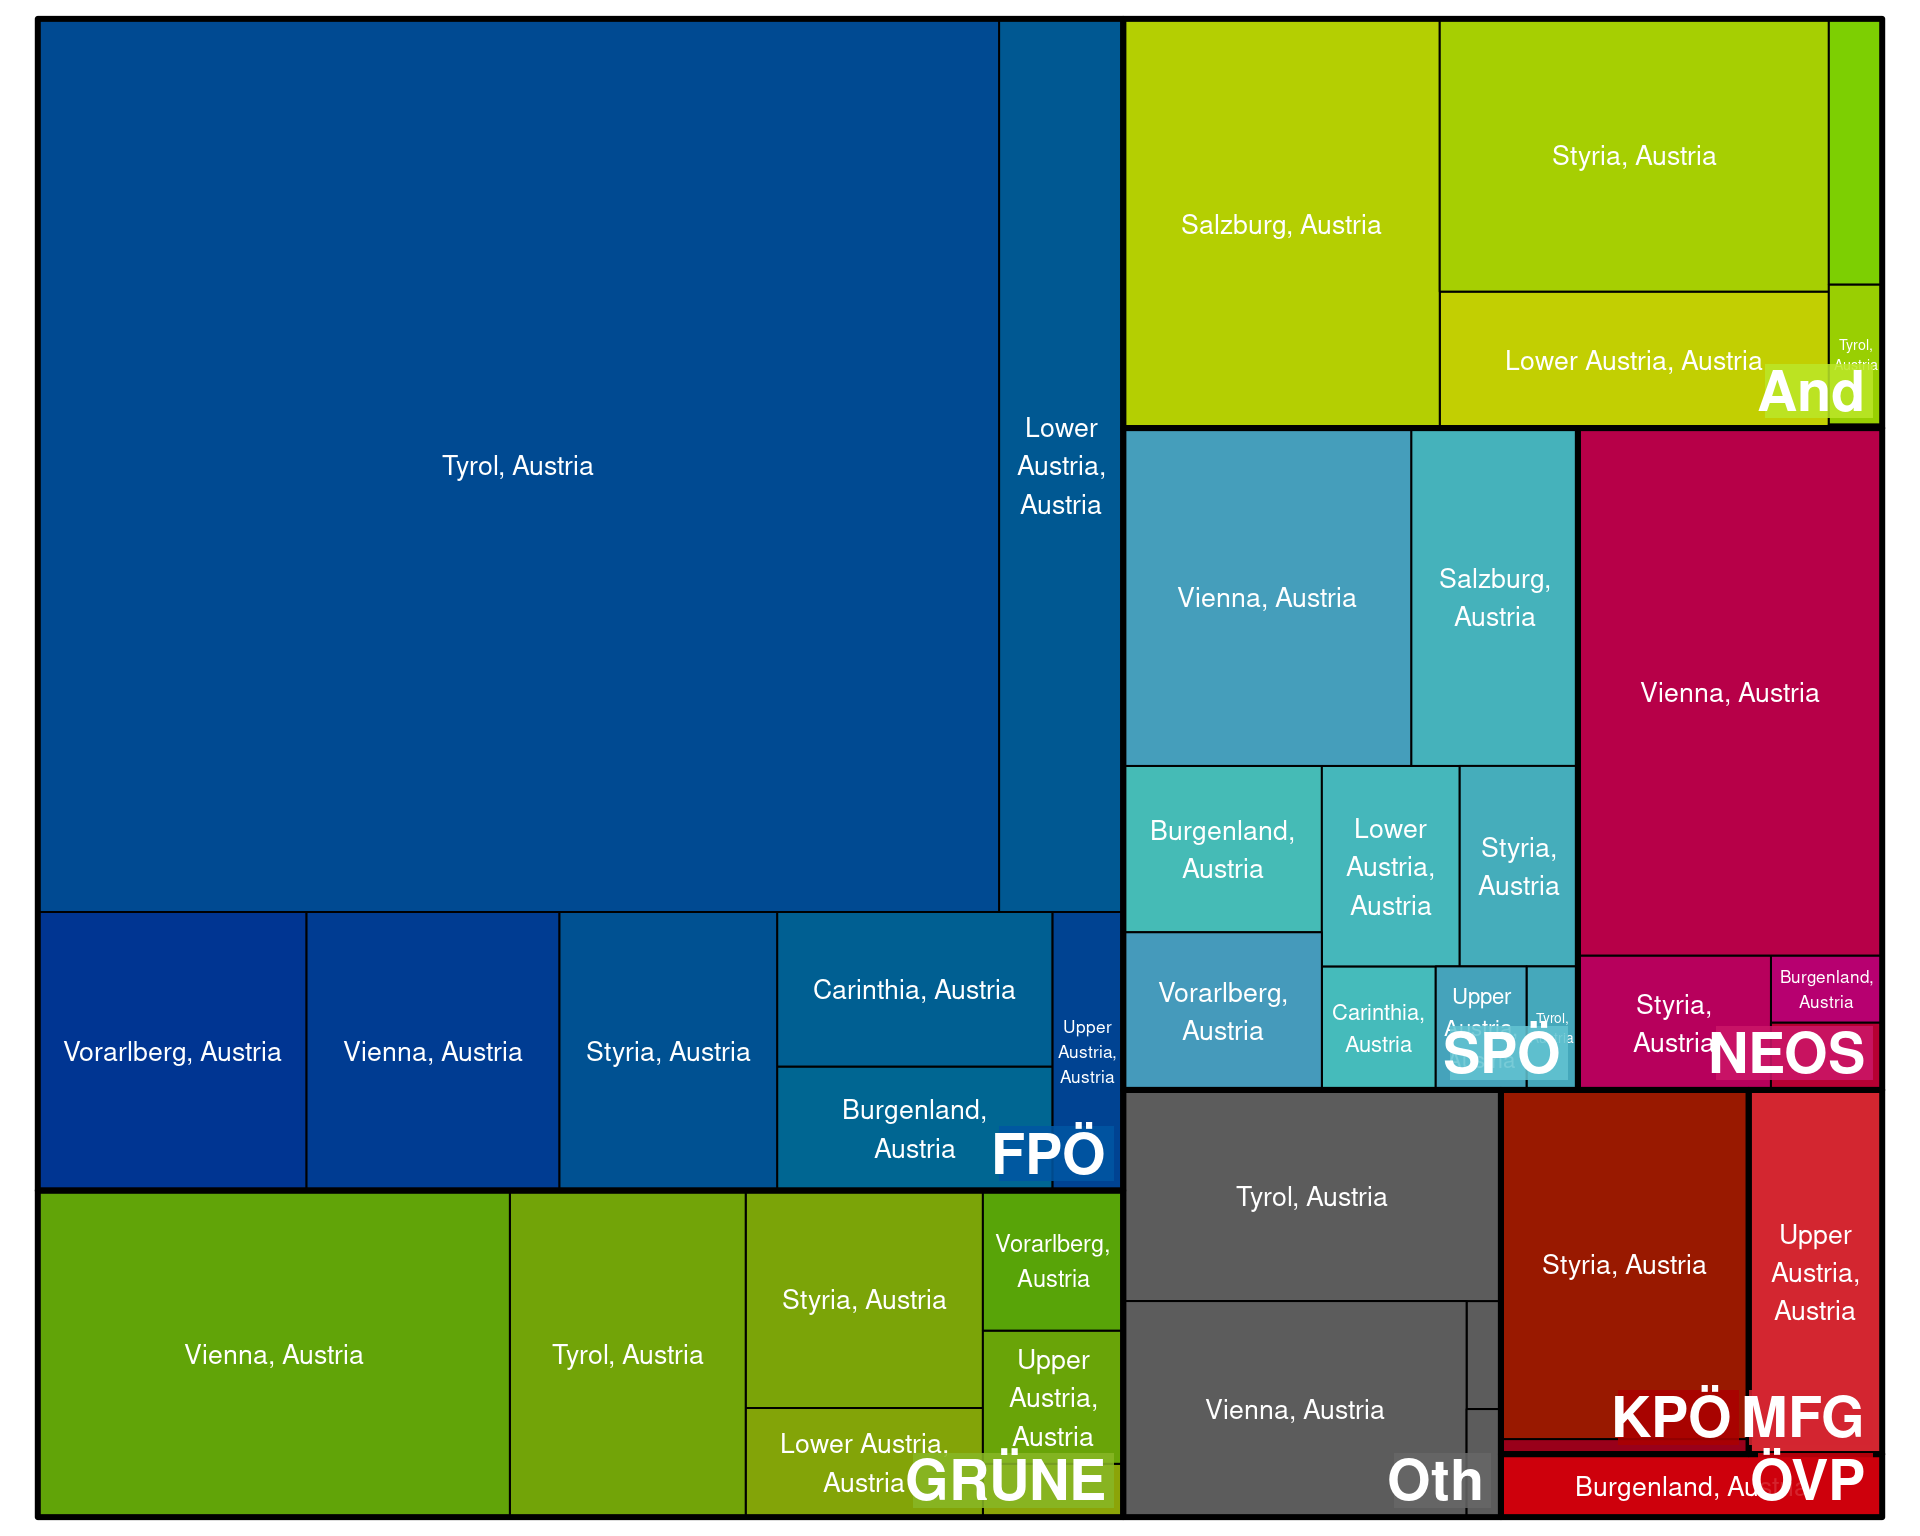 Tyrol, Austria
Lower
Austria,
Austria
Vorarlberg, Austria
Vienna, Austria
Styria, Austria
Carinthia, Austria
Burgenland,
Austria
Upper
Austria,
Austria
FPÖ
Vienna, Austria
Tyrol, Austria
Styria, Austria
Lower Austria,
Austria
Vorarlberg,
Austria
Upper
Austria,
Austria
GRÜNE
Salzburg, Austria
Styria, Austria
Lower Austria, Austria
Tyrol,
Austria
And
Vienna, Austria
Salzburg,
Austria
Burgenland,
Austria
Vorarlberg,
Austria
Lower
Austria,
Austria
Styria,
Austria
Carinthia,
Austria
Upper
Austria,
Austria
Tyrol,
SPÖ
Vienna, Austria
Styria,
Austria
Burgenland,
Austria
NEOS
Tyrol, Austria
Vienna, Austria
Oth
Styria, Austria
KPÖ
Upper
Austria,
Austria
MFG
Burgenland, Austria
ÖVP